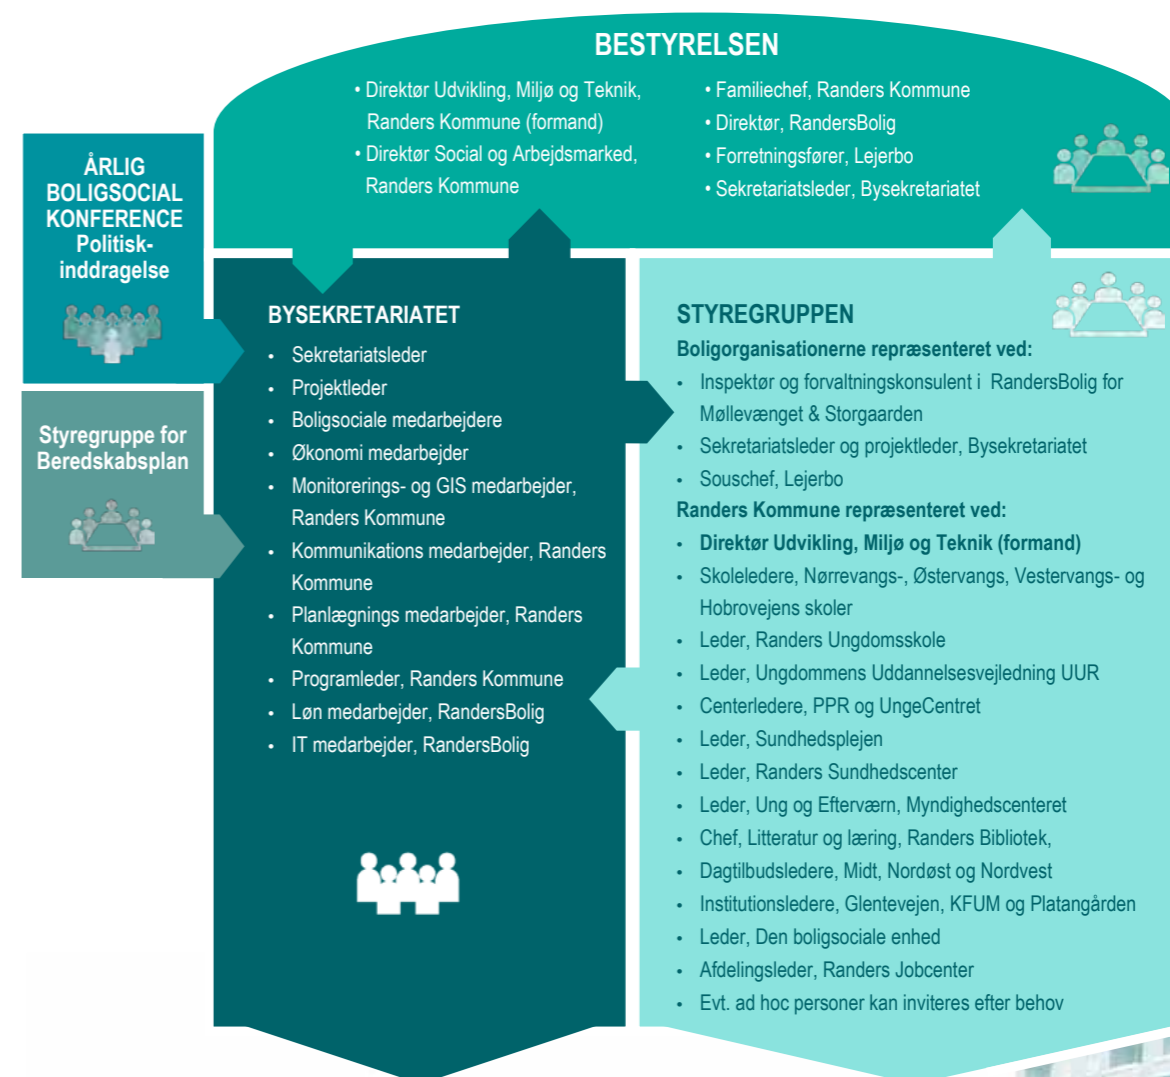 BESTYRELSEN
• Direktør Udvikling, Miljø og Teknik,
Randers Kommune (formand)
• Direktør Social og Arbejdsmarked,
Randers Kommune
• Familiechef, Randers Kommune
• Direktør, RandersBolig
• Forretningsfører, Lejerbo
• Sekretariatsleder, Bysekretariatet
ÅRLIG
BOLIGSOCIAL
KONFERENCE
Politisk-
inddragelse
Styregruppe for
Beredskabsplan
BYSEKRETARIATET
• Sekretariatsleder
• Projektleder
• Boligsociale medarbejdere
• Økonomi medarbejder
• Monitorerings- og GIS medarbejder,
Randers Kommune
• Kommunikations medarbejder, Randers
Kommune
• Planlægnings medarbejder, Randers
Kommune
• Programleder, Randers Kommune
• Løn medarbejder, RandersBolig
• IT medarbejder, RandersBolig
STYREGRUPPEN
Boligorganisationerne repræsenteret ved:
• Inspektør og forvaltningskonsulent i RandersBolig for
Møllevænget & Storgaarden
• Sekretariatsleder og projektleder, Bysekretariatet
• Souschef, Lejerbo
Randers Kommune repræsenteret ved:
• Direktør Udvikling, Miljø og Teknik (formand)
• Skoleledere, Nørrevangs-, Østervangs, Vestervangs- og
Hobrovejens skoler
• Leder, Randers Ungdomsskole
• Leder, Ungdommens Uddannelsesvejledning UUR
• Centerledere, PPR og UngeCentret
• Leder, Sundhedsplejen
• Leder, Randers Sundhedscenter
• Leder, Ung og Efterværn, Myndighedscenteret
• Chef, Litteratur og læring, Randers Bibliotek,
• Dagtilbudsledere, Midt, Nordøst og Nordvest
• Institutionsledere, Glentevejen, KFUM og Platangården
• Leder, Den boligsociale enhed
• Afdelingsleder, Randers Jobcenter
• Evt. ad hoc personer kan inviteres efter behov